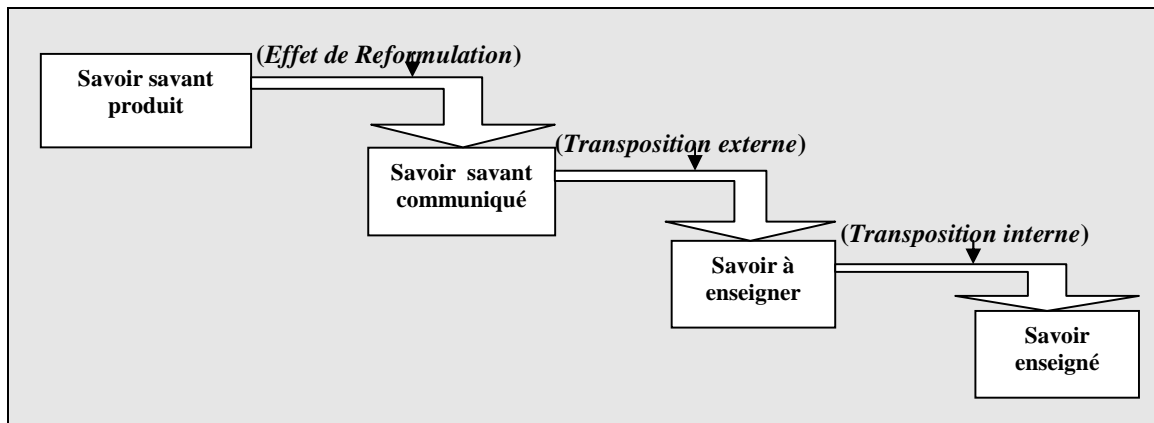 (Effet de Reformulation)
Savoir savant
produit
(Transposition externe)
Savoir savant
communiqué
(Transposition interne)
Savoir à
enseigner
Savoir
enseigné